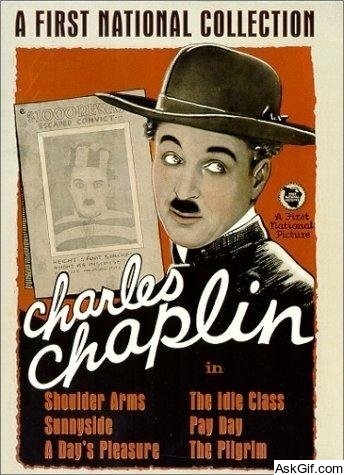 A FIRST NATIONAL COLLECTION
$1000 REWARD
ESCAPED CONVICT
A First
National
Picture
charles
chaplin
in
Shoulder Arms
Sunnyside
A Day's Pleasure
The Idle Class
Pay Day
The Pilgrim
AskGif.com